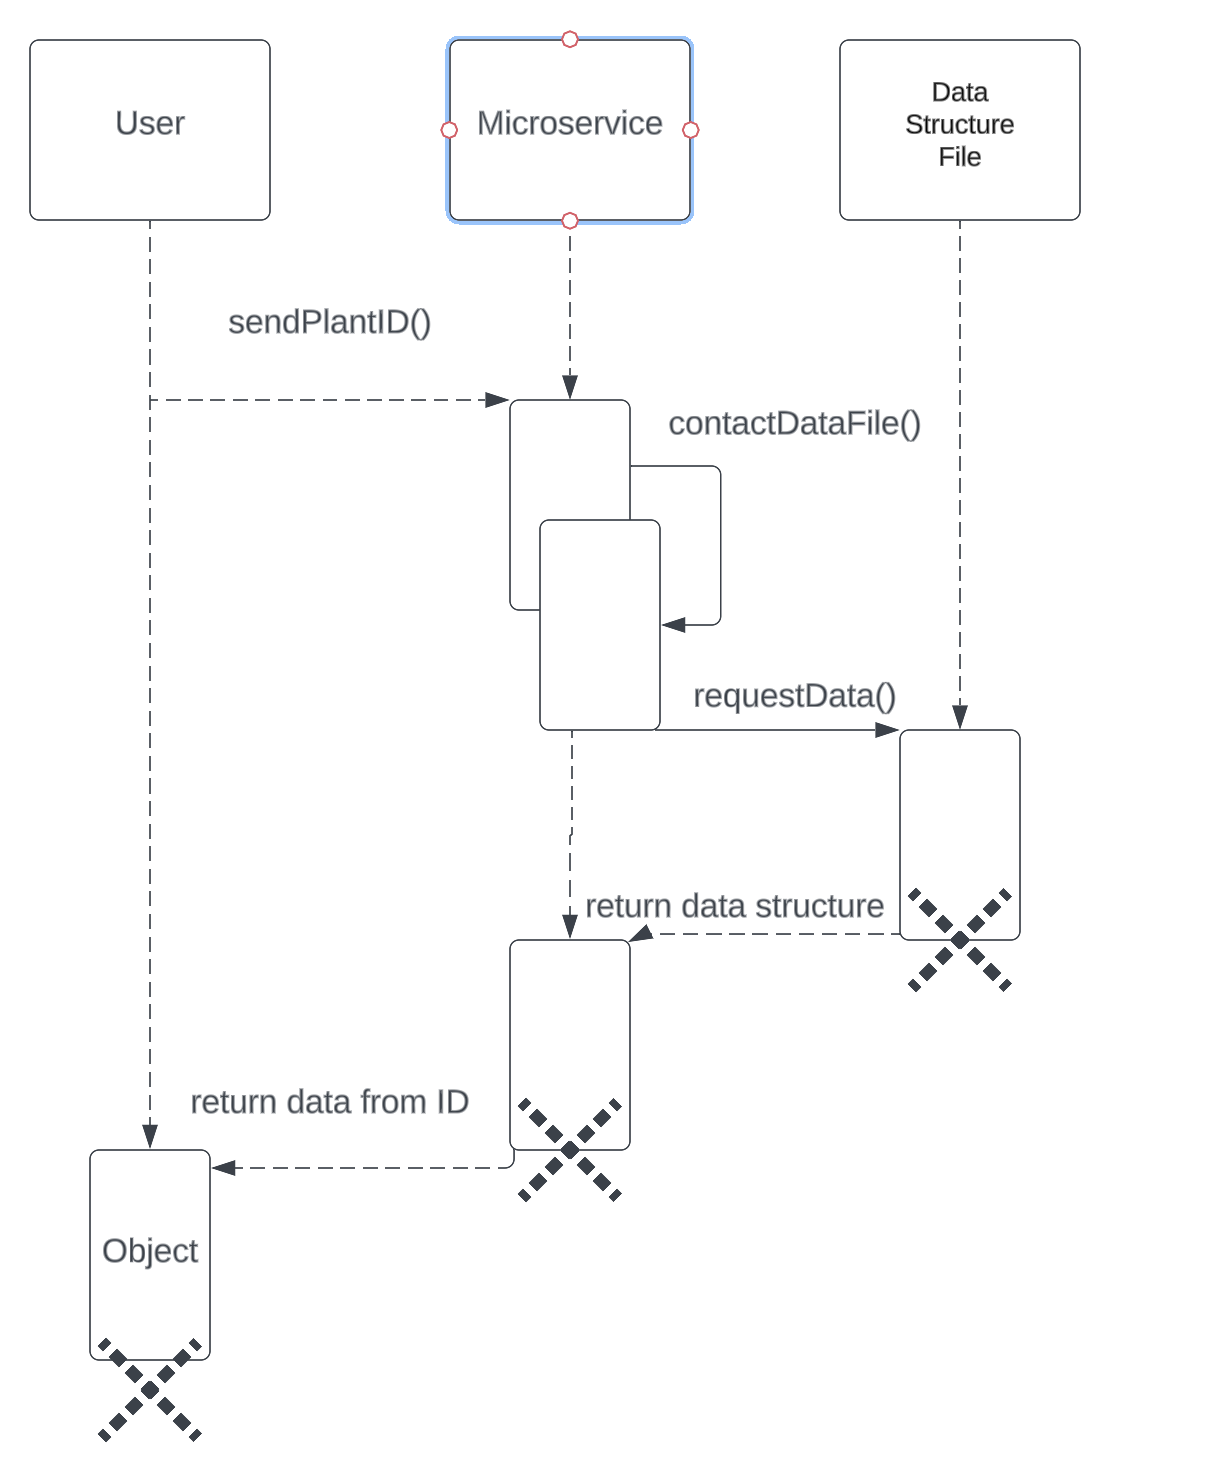 User
Microservice
Data
Structure
File
sendPlantID()
contactDataFile()
requestData()
return data structure
return data from ID
Object